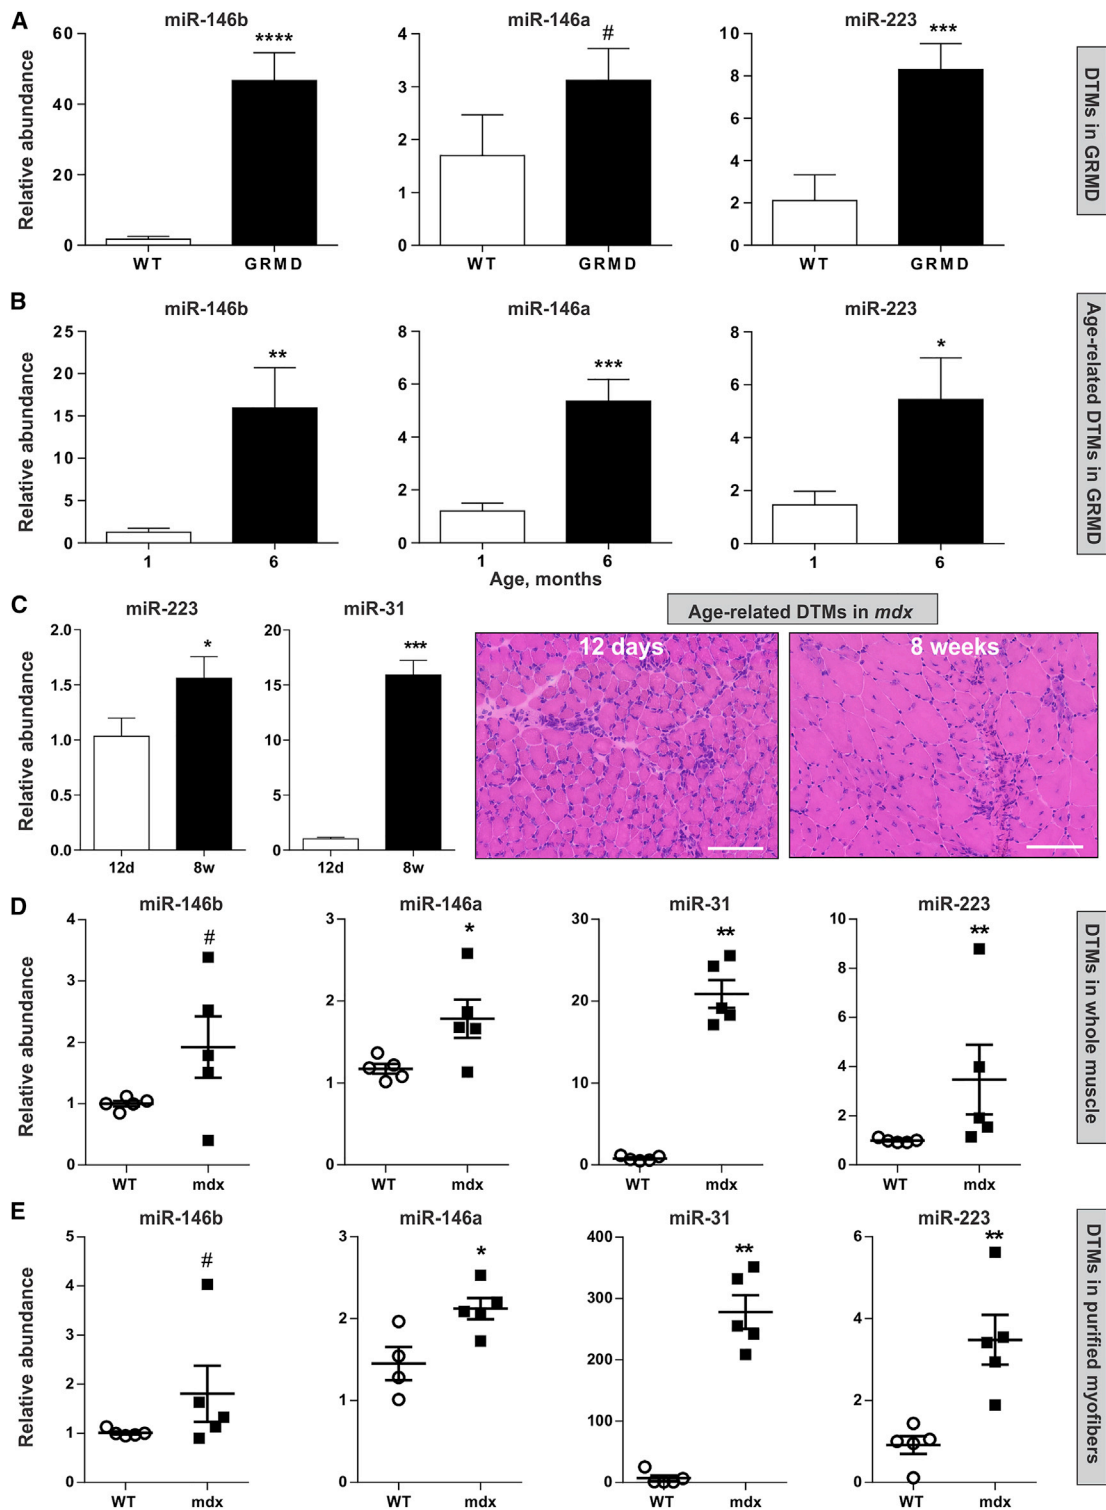 A
miR-146b
miR-146a
miR-223
Relative abundance
60
40
20
0
****
WT
GRMD
4
3
2
1
0
#
WT
GRMD
10
8
6
4
2
0
***
WT
GRMD
DTMs in GRMD
B
miR-146b
miR-146a
miR-223
Relative abundance
25
20
15
10
5
0
**
1
6
8
6
4
2
0
***
1
6
8
6
4
2
0
*
1
6
Age, months
Age-related DTMs in GRMD
C
miR-223
miR-31
Relative abundance
2.0
1.5
1.0
0.5
0.0
*
12d
8w
20
15
10
5
0
***
12d
8w
Age-related DTMs in mdx
12 days
8 weeks
D
miR-146b
miR-146a
miR-31
miR-223
Relative abundance
4
3
2
1
0
#
WT
mdx
3
2
1
0
*
WT
mdx
30
20
10
0
**
WT
mdx
10
8
6
4
2
0
**
WT
mdx
DTMs in whole muscle
E
miR-146b
miR-146a
miR-31
miR-223
Relative abundance
5
4
3
2
1
0
#
WT
mdx
3
2
1
0
*
WT
mdx
400
300
200
100
0
**
WT
mdx
6
4
2
0
**
WT
mdx
DTMs in purified myofibers